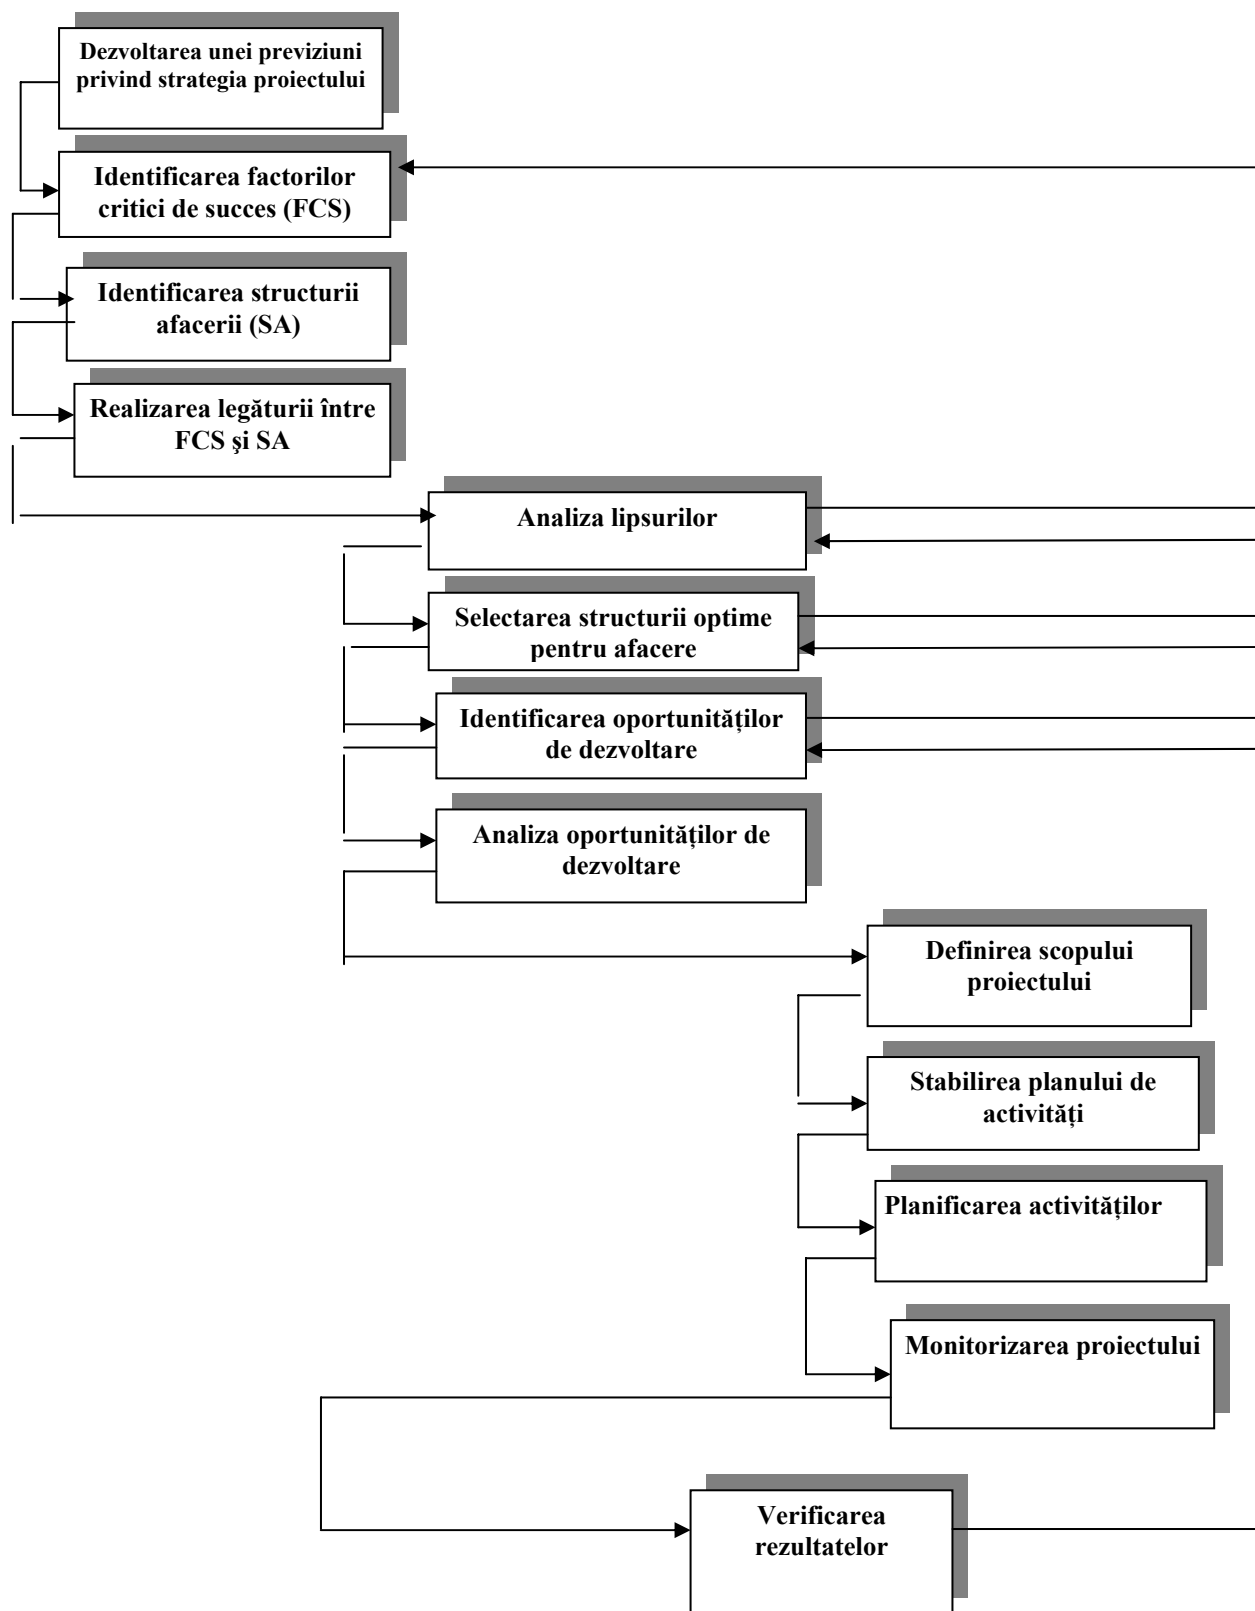 Dezvoltarea unei previziuni
privind strategia proiectului
Identificarea factorilor
critici de succes (FCS)
Identificarea structurii
afacerii (SA)
Realizarea legăturii între
FCS şi SA
Analiza lipsurilor
Selectarea structurii optime
pentru afacere
Identificarea oportunităților
de dezvoltare
Analiza oportunităților de
dezvoltare
Definirea scopului
proiectului
Stabilirea planului de
activități
Planificarea activităților
Monitorizarea proiectului
Verificarea
rezultatelor